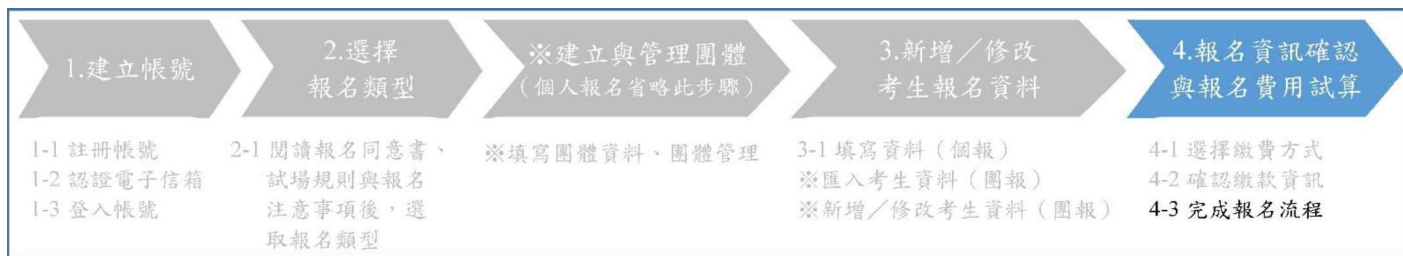 1.建立帳號
2.選擇
報名類型
※建立與管理團體
（個人報名省略此步驟）
3.新增／修改
考生報名資料
4.報名資訊確認
與報名費用試算
1-1 註冊帳號
1-2 認證電子信箱
1-3 登入帳號
2-1 閱讀報名同意書、
試場規則與報名
注意事項後，選
取報名類型
※填寫團體資料、團體管理
3-1 填寫資料（個報）
※匯入考生資料（團報）
※新增／修改考生資料（團報）
4-1 選擇繳費方式
4-2 確認繳款資訊
4-3 完成報名流程